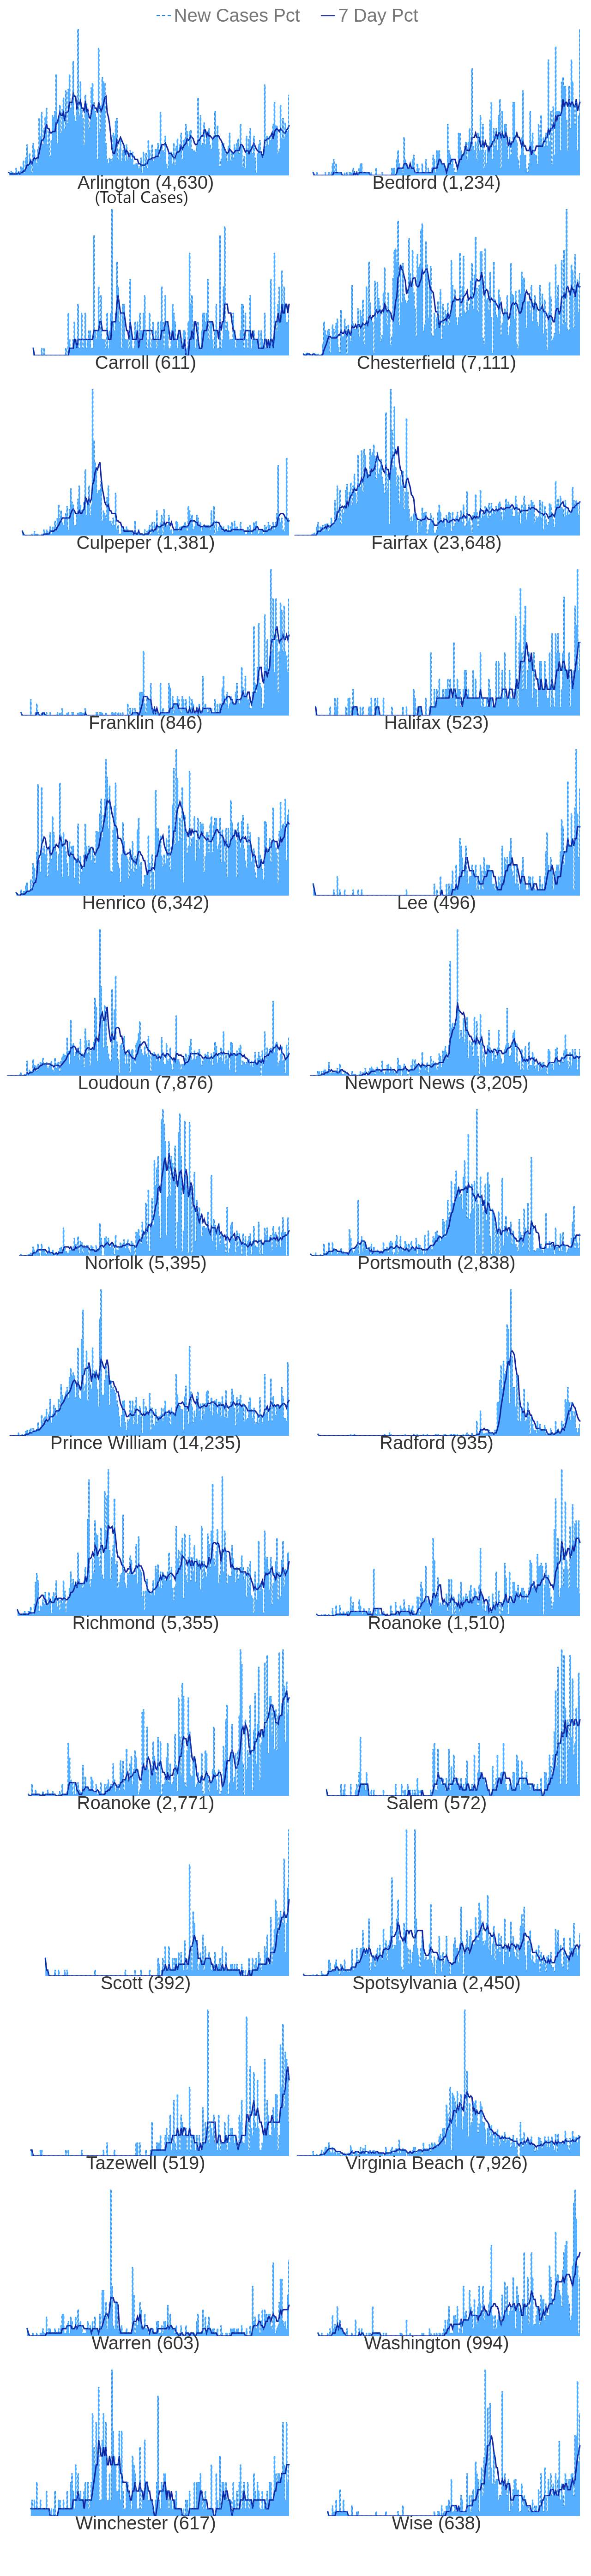 New Cases Pct 7 Day Pct
Arlington (4,630) Bedford (1,234)
(Total Cases)
Carroll (611) Chesterfield (7,111)
Culpeper (1,381) Fairfax (23,648)
Franklin (846) Halifax (523)
Henrico (6,342) Lee (496)
Loudoun (7,876) Newport News (3,205)
Norfolk (5,395) Portsmouth (2,838)
Prince William (14,235) Radford (935)
Richmond (5,355) Roanoke (1,510)
Roanoke (2,771) Salem (572)
Scott (392) Spotsylvania (2,450)
Tazewell (519) Virginia Beach (7,926)
Warren (603) Washington (994)
Winchester (617) Wise (638)